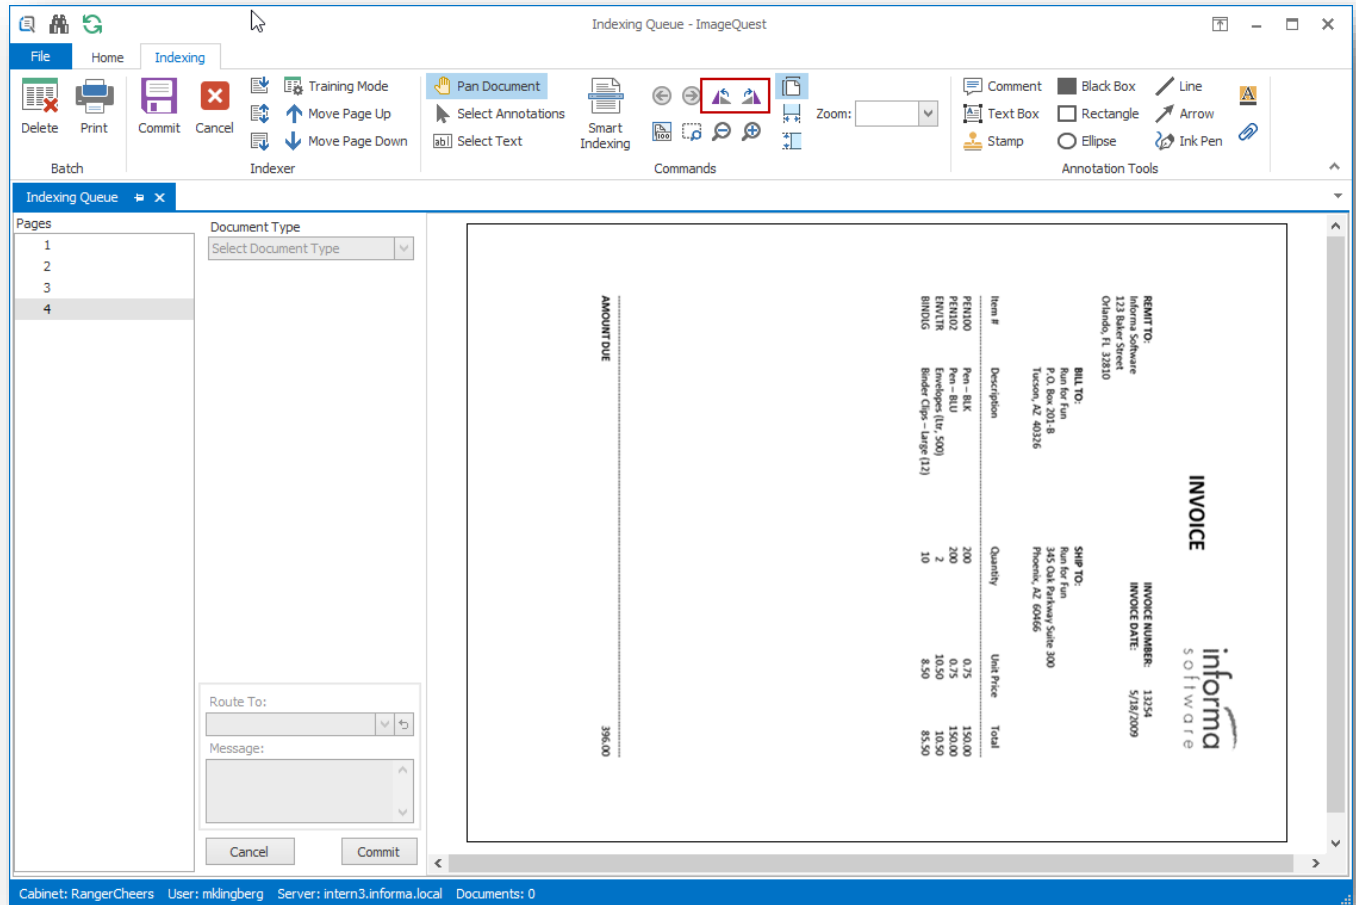 Indexing Queue - ImageQuest
File Home Indexing
Delete Print Commit Cancel Training Mode Move Page Up Move Page Down
Batch Indexer
Pan Document Select Annotations Select Text Smart Indexing Zoom:
Commands
Comment Text Box Stamp Black Box Rectangle Ellipse Line Arrow Ink Pen A
Annotation Tools
Indexing Queue
Pages
1
2
3
4
Document Type
Select Document Type
Route To:
Message:
Cancel Commit
informa
software
INVOICE
REMIT TO:
Informa Software
123 Baker Street
Orlando, FL 32810
INVOICE NUMBER: 13254
INVOICE DATE: 5/18/2009
BILL TO:
Run for Fun
P.O. Box 201-B
Tucson, AZ 40326
SHIP TO:
Run for Fun
345 Oak Parkway Suite 300
Phoenix, AZ 60466
Item # Description Quantity Unit Price Total
PEN100 Pen – BLK 200 0.75 150.00
PEN102 Pen – BLU 200 0.75 150.00
ENVLTR Envelopes (Ltr, 500) 2 10.50 10.50
BINDLG Binder Clips – Large (12) 10 8.50 85.50
AMOUNT DUE 396.00
Cabinet: RangerCheers User: mklingberg Server: intern3.informa.local Documents: 0